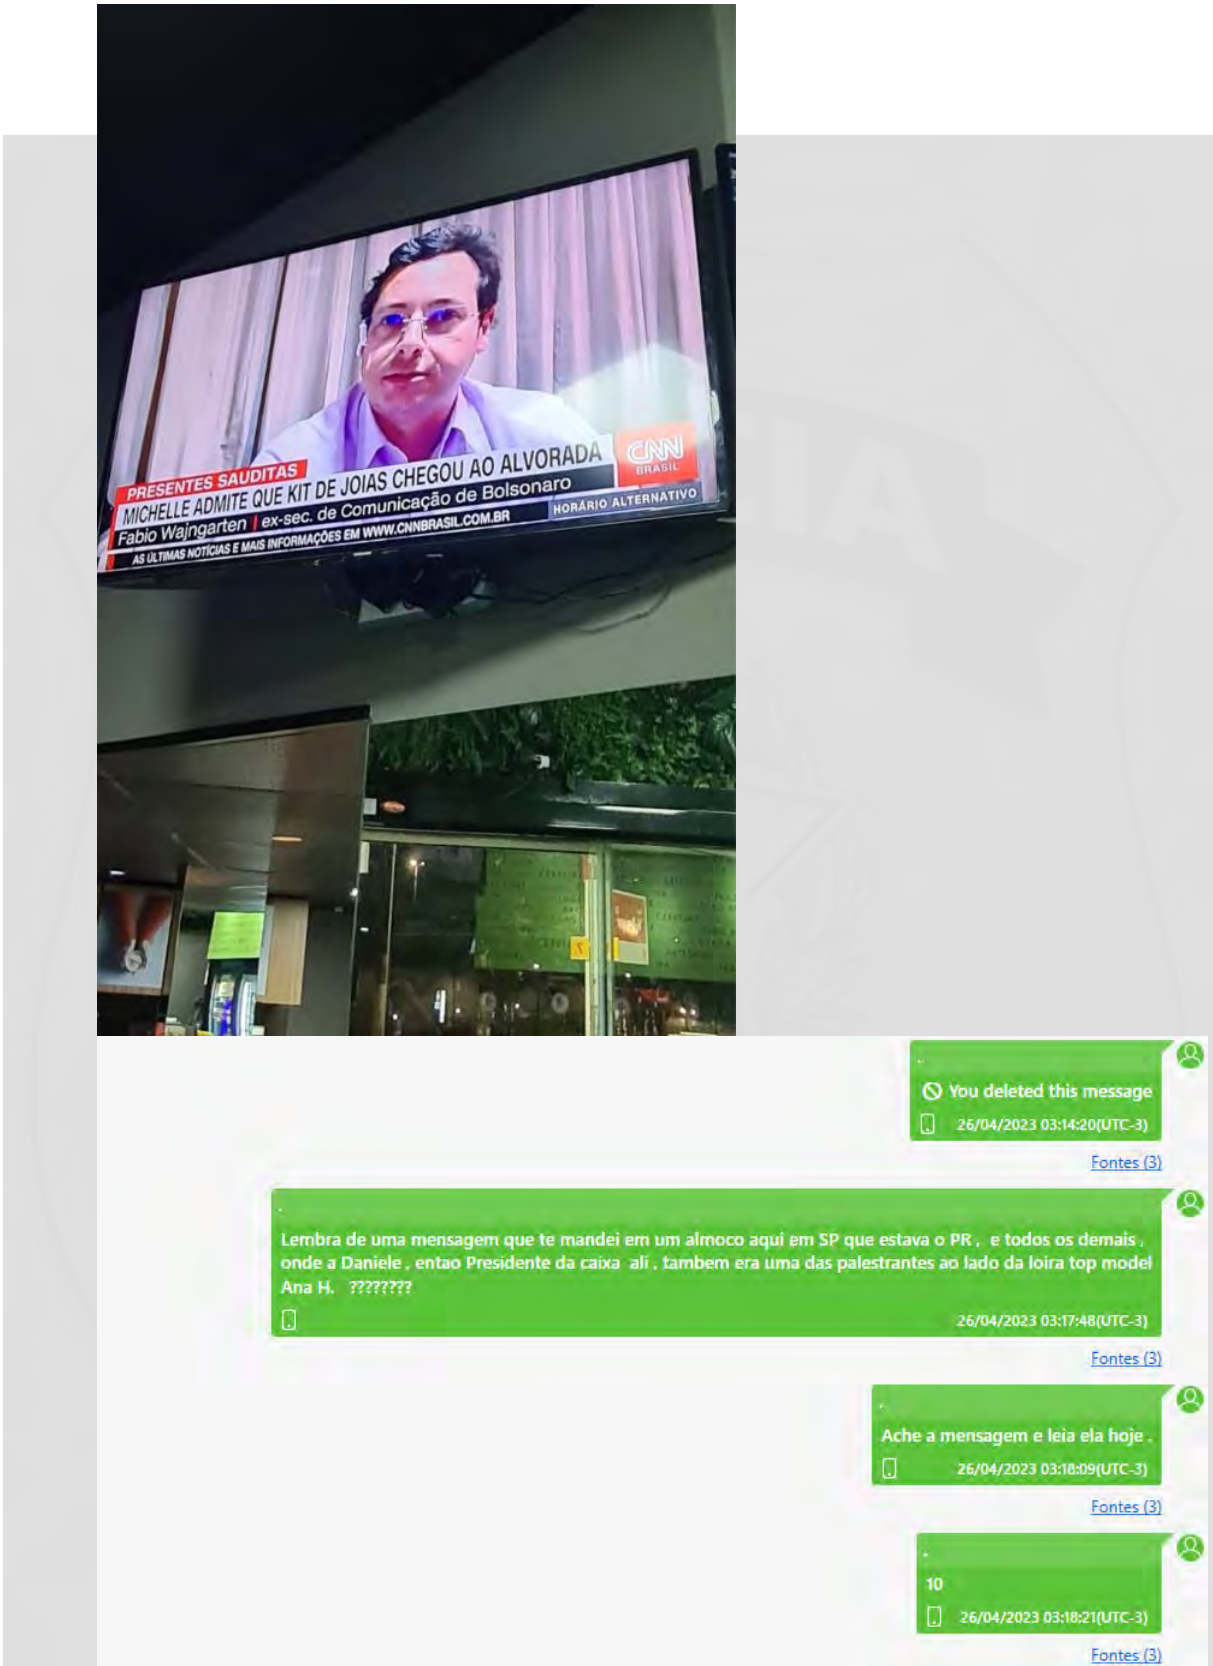 PRESENTES SAUDITAS
MICHELLE ADMITE QUE KIT DE JOIAS CHEGOU AO ALVORADA
CNN
BRASIL
Fabio Wajngarten | ex-sec. de Comunicação de Bolsonaro
HORÁRIO ALTERNATIVO
AS ÚLTIMAS NOTÍCIAS E MAIS INFORMAÇÕES EM WWW.CNNBRASIL.COM.BR
7
.
You deleted this message
26/04/2023 03:14:20(UTC-3)
Fontes (3)
.
Lembra de uma mensagem que te mandei em um almoco aqui em SP que estava o PR , e todos os demais ,
onde a Daniele , entao Presidente da caixa ali , tambem era uma das palestrantes ao lado da loira top model
Ana H. ????????
26/04/2023 03:17:48(UTC-3)
Fontes (3)
.
Ache a mensagem e leia ela hoje .
26/04/2023 03:18:09(UTC-3)
Fontes (3)
.
10
26/04/2023 03:18:21(UTC-3)
Fontes (3)